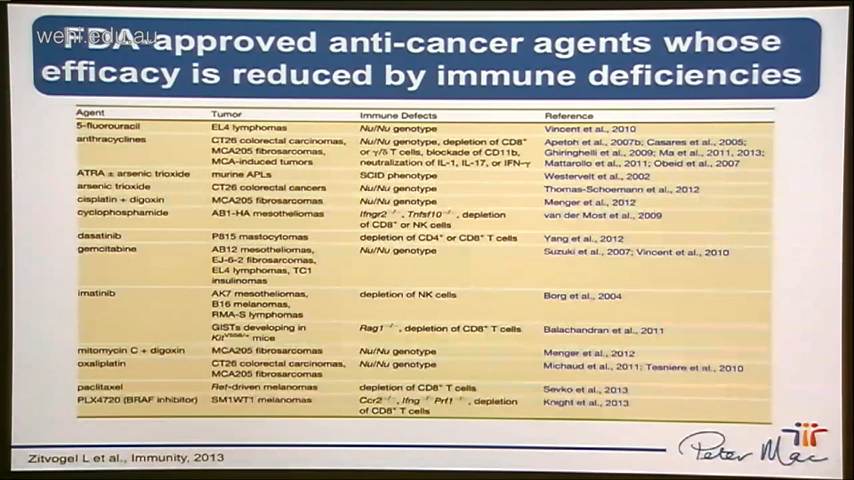 wehi.edu.au
FDA-approved anti-cancer agents whose
efficacy is reduced by immune deficiencies
Agent Tumor Immune Defects Reference
5-fluorouracil EL4 lymphomas Nu/Nu genotype Vincent et al., 2010
anthracyclines CT26 colorectal carcinomas, Nu/Nu genotype, depletion of CD8+ Apetoh et al., 2007b; Casares et al., 2005;
MCA205 fibrosarcomas, or γ/δ T cells, blockade of CD11b, Ghiringhelli et al., 2009; Ma et al., 2011, 2013;
MCA-induced tumors neutralization of IL-1, IL-17, or IFN-γ Mattarollo et al., 2011; Obeid et al., 2007
ATRA ± arsenic trioxide murine APLs SCID phenotype Westervelt et al., 2002
arsenic trioxide CT26 colorectal cancers Nu/Nu genotype Thomas-Schoemann et al., 2012
cisplatin + digoxin MCA205 fibrosarcomas Nu/Nu genotype Menger et al., 2012
cyclophosphamide AB1-HA mesotheliomas Ifngr2-/-, Tnfsf10-/-, depletion van der Most et al., 2009
of CD8+ or NK cells
dasatinib P815 mastocytomas depletion of CD4+ or CD8+ T cells Yang et al., 2012
gemcitabine AB12 mesotheliomas, Nu/Nu genotype Suzuki et al., 2007; Vincent et al., 2010
EJ-6-2 fibrosarcomas,
EL4 lymphomas, TC1
insulinomas
imatinib AK7 mesotheliomas, depletion of NK cells Borg et al., 2004
B16 melanomas,
RMA-S lymphomas
GISTs developing in Rag1-/-, depletion of CD8+ T cells Balachandran et al., 2011
KitV558/+ mice
mitomycin C + digoxin MCA205 fibrosarcomas Nu/Nu genotype Menger et al., 2012
oxaliplatin CT26 colorectal carcinomas, Nu/Nu genotype Michaud et al., 2011; Tesniere et al., 2010
MCA205 fibrosarcomas
paclitaxel Ret-driven melanomas depletion of CD8+ T cells Sevko et al., 2013
PLX4720 (BRAF inhibitor) SM1WT1 melanomas Ccr2-/-, Ifng-/- Prf1-/-, depletion Knight et al., 2013
of CD8+ T cells
Zitvogel L et al., Immunity, 2013
Peter Mac